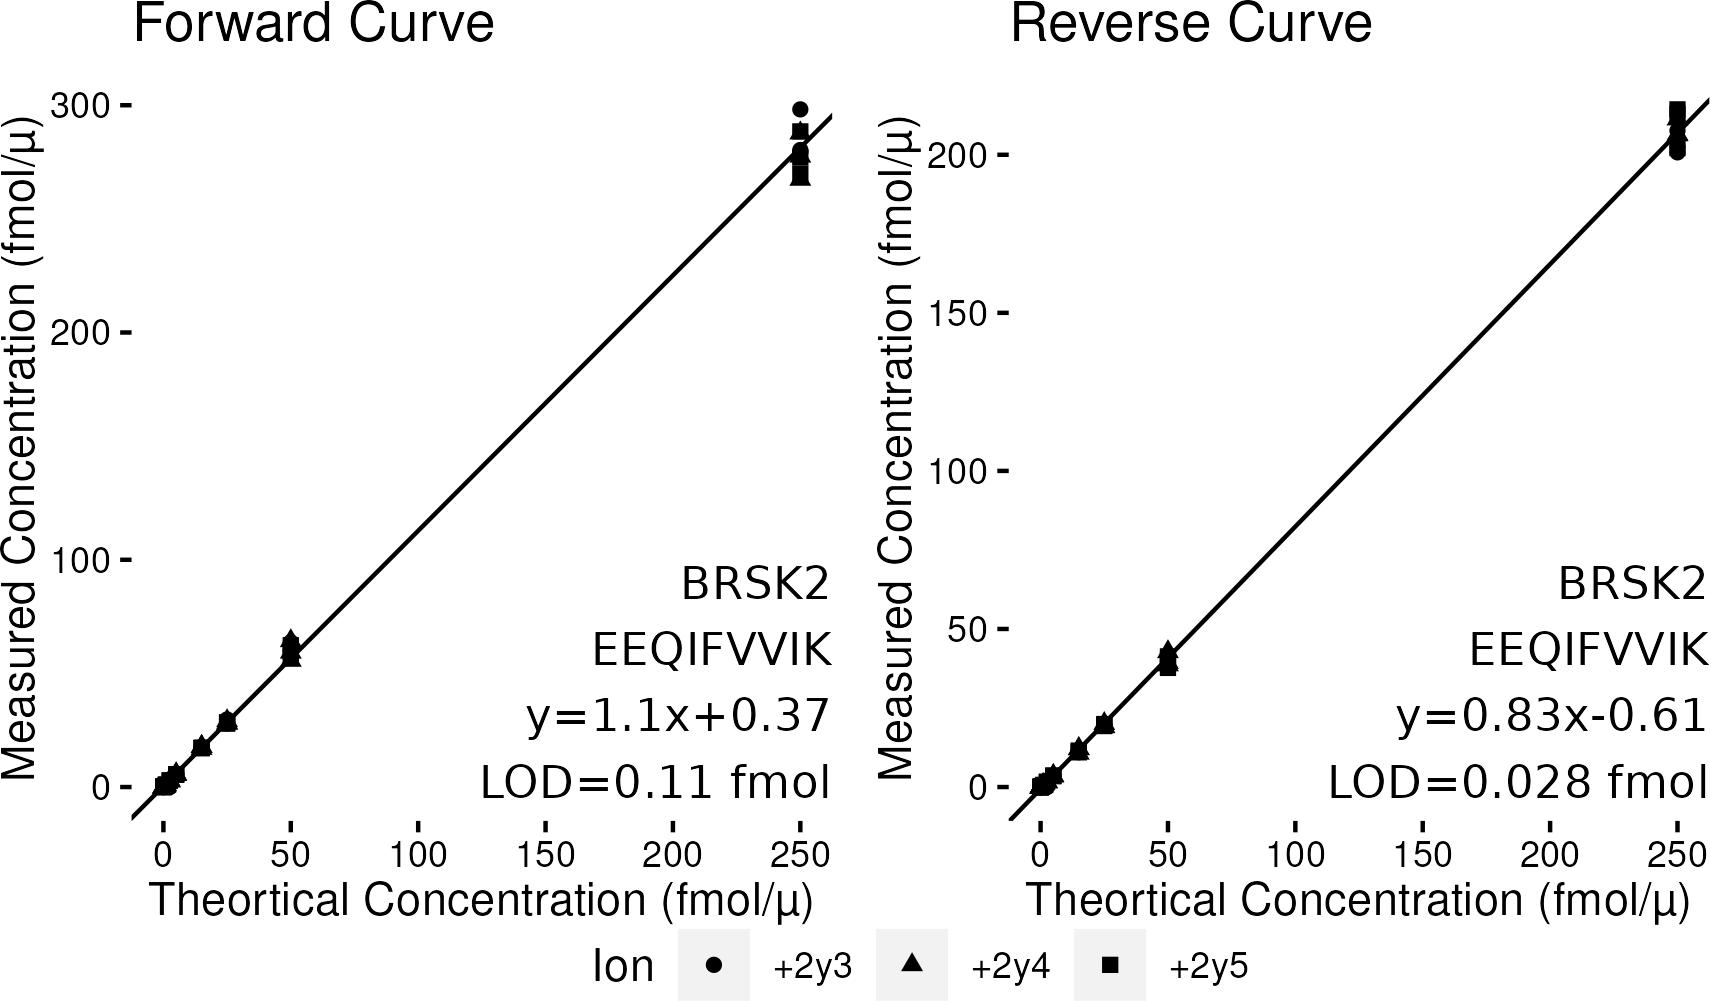 Forward Curve
Measured Concentration (fmol/µ)
300
200
100
0
BRSK2
EEQIFVVIK
y=1.1x+0.37
LOD=0.11 fmol
0 50 100 150 200 250
Theortical Concentration (fmol/µ)
Reverse Curve
Measured Concentration (fmol/µ)
200
150
100
50
0
BRSK2
EEQIFVVIK
y=0.83x-0.61
LOD=0.028 fmol
0 50 100 150 200 250
Theortical Concentration (fmol/µ)
Ion +2y3 +2y4 +2y5